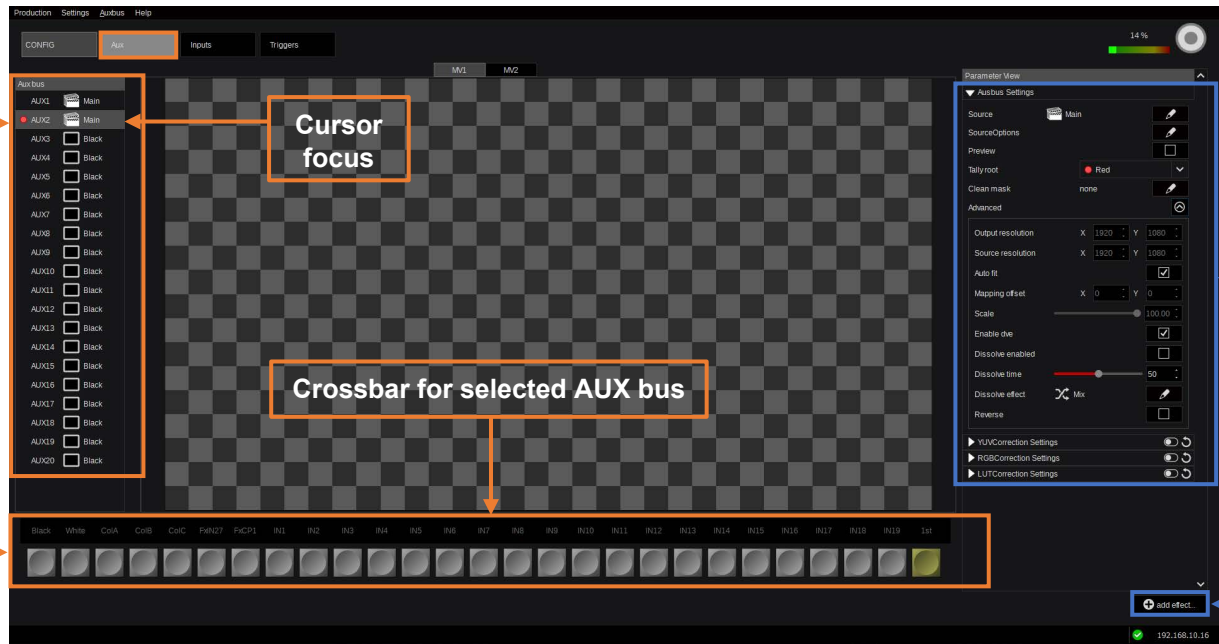 Production Settings Auxbus Help
CONFIG Aux Inputs Triggers 14 %
MV1 MV2
Aux bus
AUX1 Main
AUX2 Main
AUX3 Black
AUX4 Black
AUX5 Black
AUX6 Black
AUX7 Black
AUX8 Black
AUX9 Black
AUX10 Black
AUX11 Black
AUX12 Black
AUX13 Black
AUX14 Black
AUX15 Black
AUX16 Black
AUX17 Black
AUX18 Black
AUX19 Black
AUX20 Black
Cursor
focus
Crossbar for selected AUX bus
Parameter View
Ausbus Settings
Source Main
SourceOptions
Preview
Tally root Red
Clean mask none
Advanced
Output resolution X 1920 Y 1080
Source resolution X 1920 Y 1080
Auto fit
Mapping offset X 0 Y 0
Scale 100.00
Enable dve
Dissolve enabled
Dissolve time 50
Dissolve effect Mix
Reverse
YUVCorrection Settings
RGBCorrection Settings
LUTCorrection Settings
Black White ColA ColB ColC FxIN27 FxCP1 IN1 IN2 IN3 IN4 IN5 IN6 IN7 IN8 IN9 IN10 IN11 IN12 IN13 IN14 IN15 IN16 IN17 IN18 IN19 1st
add effect...
192.168.10.16